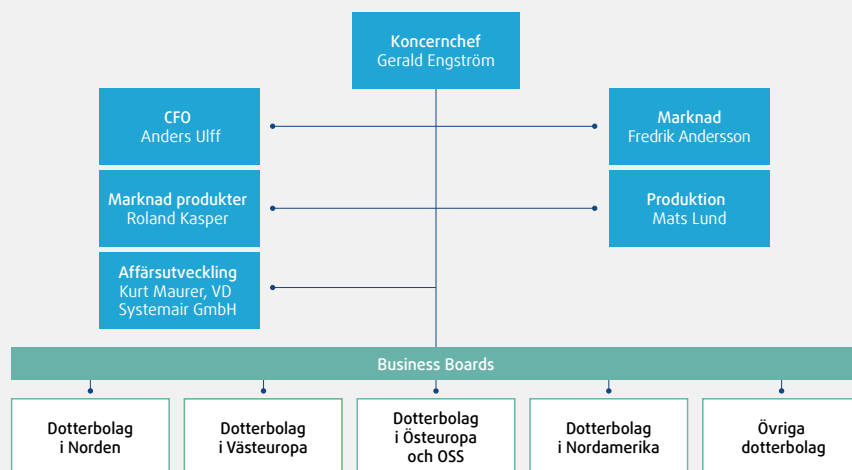 Koncernchef
Gerald Engström
CFO
Anders Ulff
Marknad
Fredrik Andersson
Marknad produkter
Roland Kasper
Produktion
Mats Lund
Affärsutveckling
Kurt Maurer, VD
Systemair GmbH
Business Boards
Dotterbolag
i Norden
Dotterbolag
i Västeuropa
Dotterbolag
i Östeuropa
och OSS
Dotterbolag
i Nordamerika
Övriga
dotterbolag